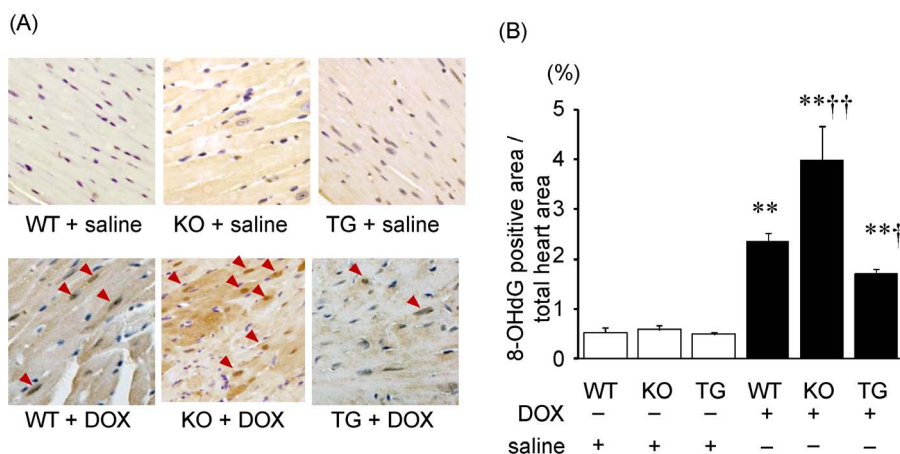 (A)
WT + saline KO + saline TG + saline
WT + DOX KO + DOX TG + DOX
(B)
(%)
8-OHdG positive area /
total heart area
5
4
3
2
1
0
**
**††
**†
WT KO TG WT KO TG
DOX − − − + + +
saline + + + − − −